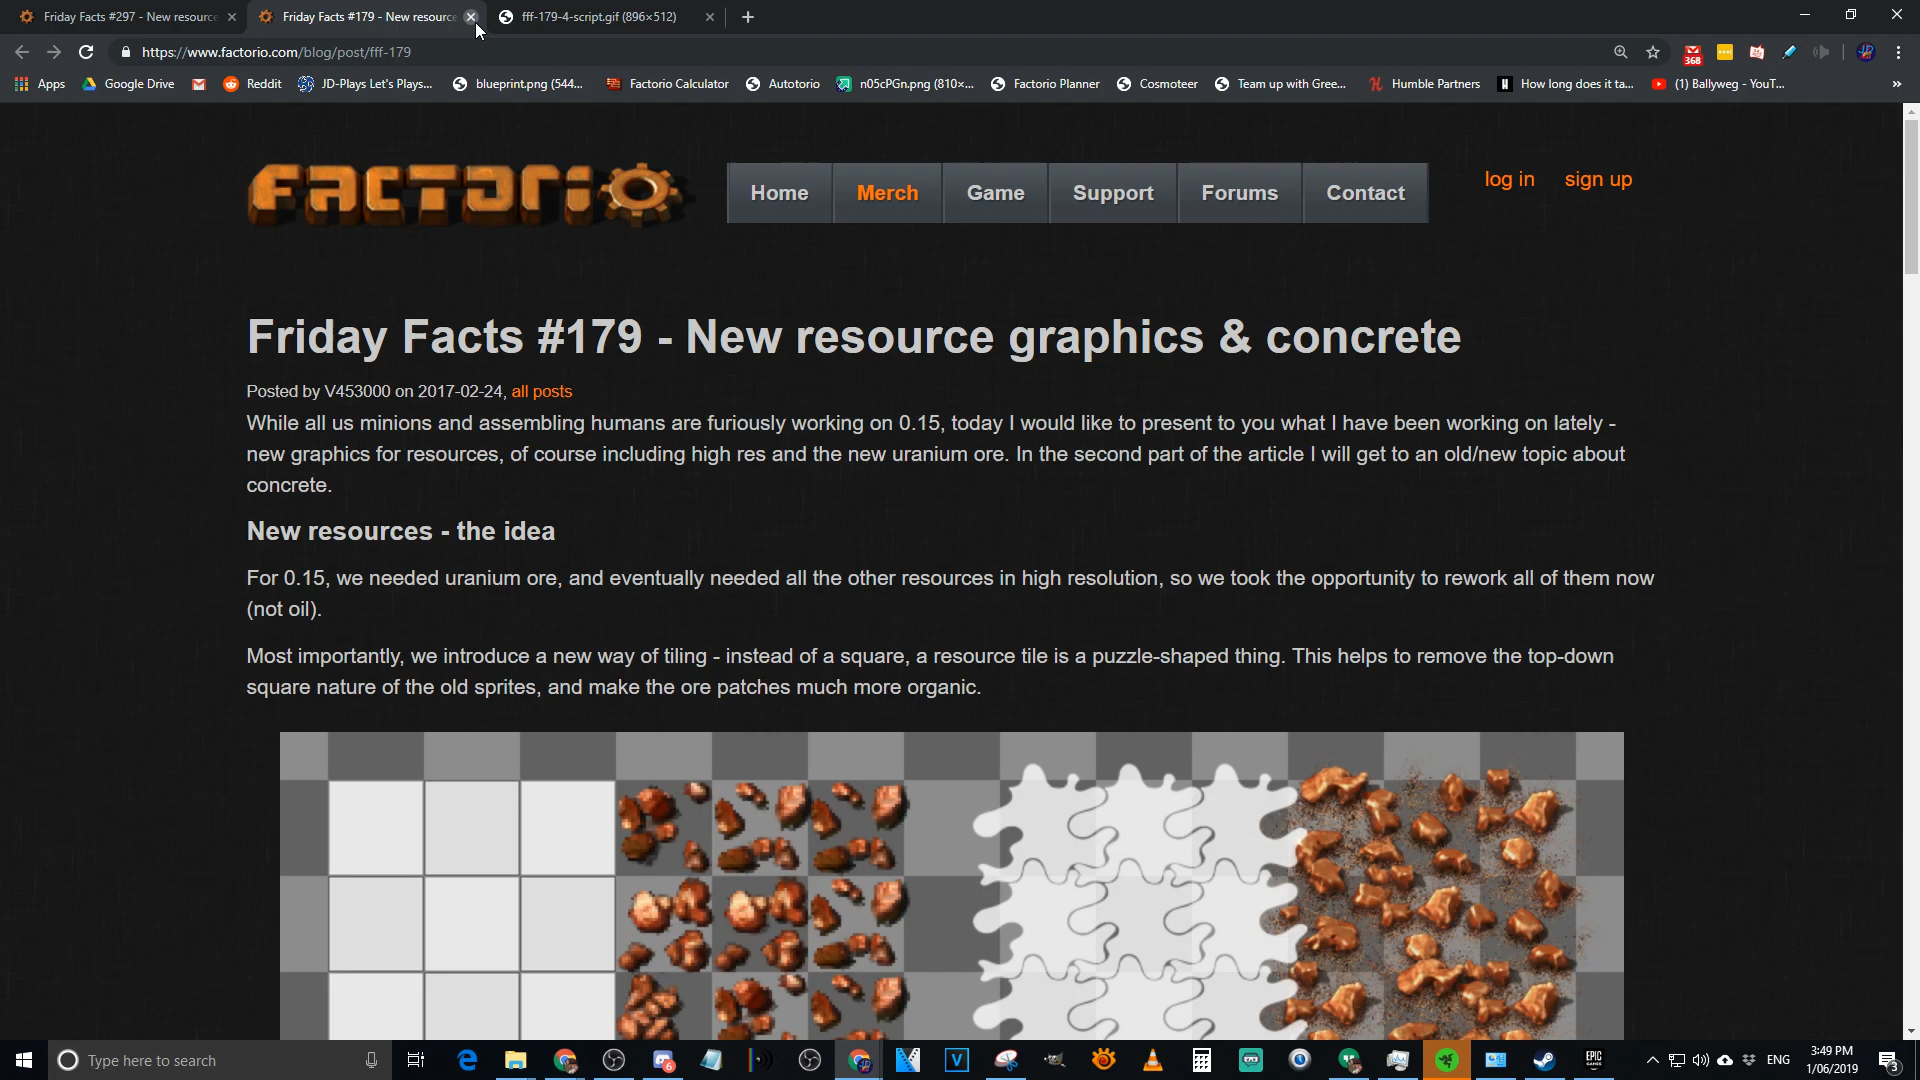 Friday Facts #297 - New resource
Friday Facts #179 - New resource
fff-179-4-script.gif (896×512)
https://www.factorio.com/blog/post/fff-179
368
Apps
Google Drive
Reddit
JD-Plays Let's Plays...
blueprint.png (544...
Factorio Calculator
Autotorio
n05cPGn.png (810×...
Factorio Planner
Cosmoteer
Team up with Gree...
Humble Partners
How long does it ta...
(1) Ballyweg - YouT...
»
FACTORIO
Home
Merch
Game
Support
Forums
Contact
log in
sign up
Friday Facts #179 - New resource graphics & concrete
Posted by V453000 on 2017-02-24, all posts
While all us minions and assembling humans are furiously working on 0.15, today I would like to present to you what I have been working on lately -
new graphics for resources, of course including high res and the new uranium ore. In the second part of the article I will get to an old/new topic about
concrete.
New resources - the idea
For 0.15, we needed uranium ore, and eventually needed all the other resources in high resolution, so we took the opportunity to rework all of them now
(not oil).
Most importantly, we introduce a new way of tiling - instead of a square, a resource tile is a puzzle-shaped thing. This helps to remove the top-down
square nature of the old sprites, and make the ore patches much more organic.
Type here to search
6
V
EPIC
GAMES
ENG
3:49 PM
1/06/2019
3